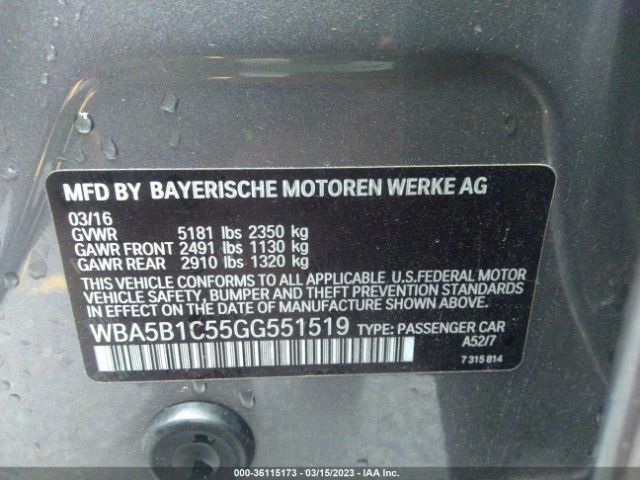 MFD BY BAYERISCHE MOTOREN WERKE AG
03/16
GVWR 5181 lbs 2350 kg
GAWR FRONT 2491 lbs 1130 kg
GAWR REAR 2910 lbs 1320 kg
THIS VEHICLE CONFORMS TO ALL APPLICABLE U.S.FEDERAL MOTOR
VEHICLE SAFETY, BUMPER AND THEFT PREVENTION STANDARDS IN
EFFECT ON THE DATE OF MANUFACTURE SHOWN ABOVE.
WBA5B1C55GG551519 TYPE: PASSENGER CAR
A52/7
7 315 814
000-36115173 - 03/15/2023 - IAA Inc.